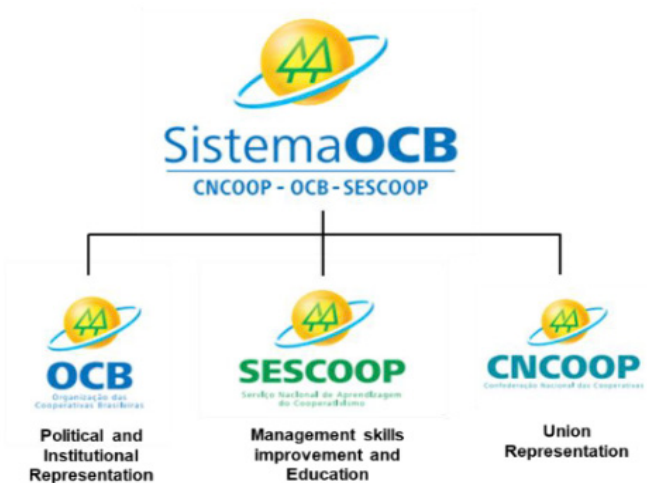 SistemaOCB
CNCOOP - OCB - SESCOOP
OCB
Organização das
Cooperativas Brasileiras
Political and
Institutional
Representation
SESCOOP
Serviço Nacional de Aprendizagem
do Cooperativismo
Management skills
improvement and
Education
CNCOOP
Confederação Nacional das Cooperativas
Union
Representation